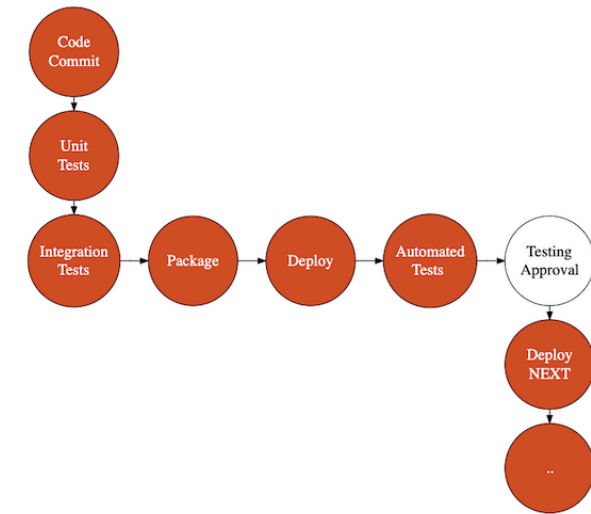 Code
Commit
Unit
Tests
Integration
Tests
Package
Deploy
Automated
Tests
Testing
Approval
Deploy
NEXT
..